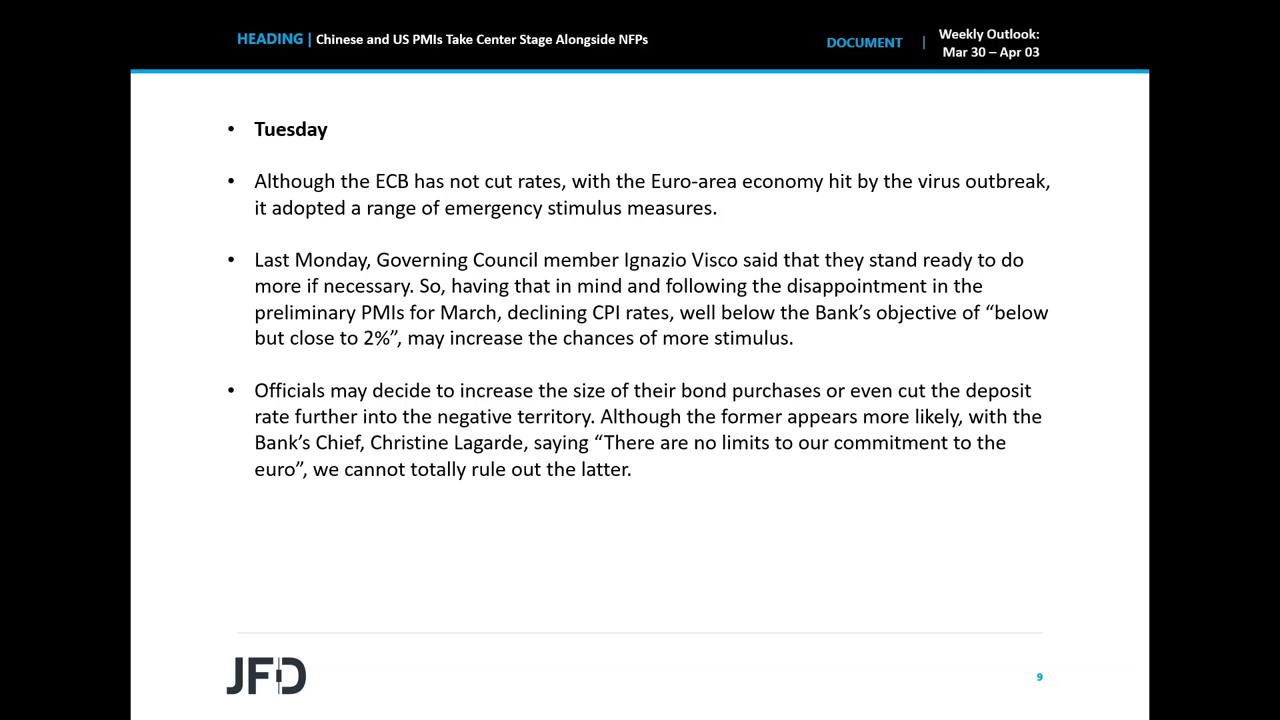 HEADING | Chinese and US PMIs Take Center Stage Alongside NFPs
DOCUMENT | Weekly Outlook:
Mar 30 – Apr 03
• Tuesday
• Although the ECB has not cut rates, with the Euro-area economy hit by the virus outbreak,
it adopted a range of emergency stimulus measures.
• Last Monday, Governing Council member Ignazio Visco said that they stand ready to do
more if necessary. So, having that in mind and following the disappointment in the
preliminary PMIs for March, declining CPI rates, well below the Bank’s objective of “below
but close to 2%”, may increase the chances of more stimulus.
• Officials may decide to increase the size of their bond purchases or even cut the deposit
rate further into the negative territory. Although the former appears more likely, with the
Bank’s Chief, Christine Lagarde, saying “There are no limits to our commitment to the
euro”, we cannot totally rule out the latter.
JFD
9